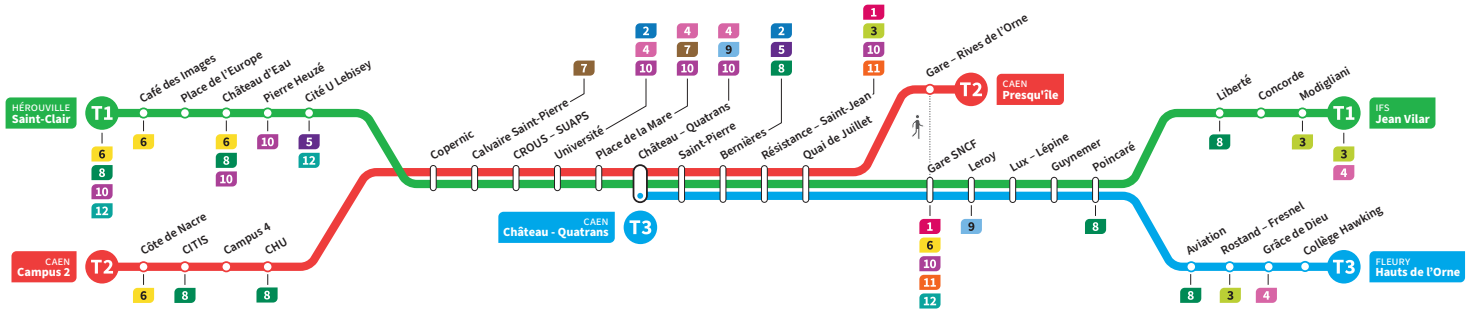 HÉROUVILLE
Saint-Clair
T1
6
8
10
12
Café des Images
6
Place de l'Europe
Château d'Eau
6
8
10
Pierre Heuzé
10
Cité U Lebisey
5
12
CAEN
Campus 2
T2
Côte de Nacre
6
CITIS
8
Campus 4
CHU
8
Copernic
Calvaire Saint-Pierre
7
CROUS – SUAPS
Université
2
4
10
Place de la Mare
4
7
10
Château – Quatrans
4
9
10
CAEN
Château - Quatrans
T3
Saint-Pierre
Bernières
2
5
8
Résistance – Saint-Jean
1
3
10
11
Quai de Juillet
Gare – Rives de l'Orne
T2
CAEN
Presqu'île
Gare SNCF
1
6
10
11
12
Leroy
9
Lux – Lépine
Guynemer
Poincaré
8
Liberté
8
Concorde
Modigliani
3
T1
3
4
IFS
Jean Vilar
Aviation
8
Rostand – Fresnel
3
Grâce de Dieu
4
Collège Hawking
T3
FLEURY
Hauts de l'Orne